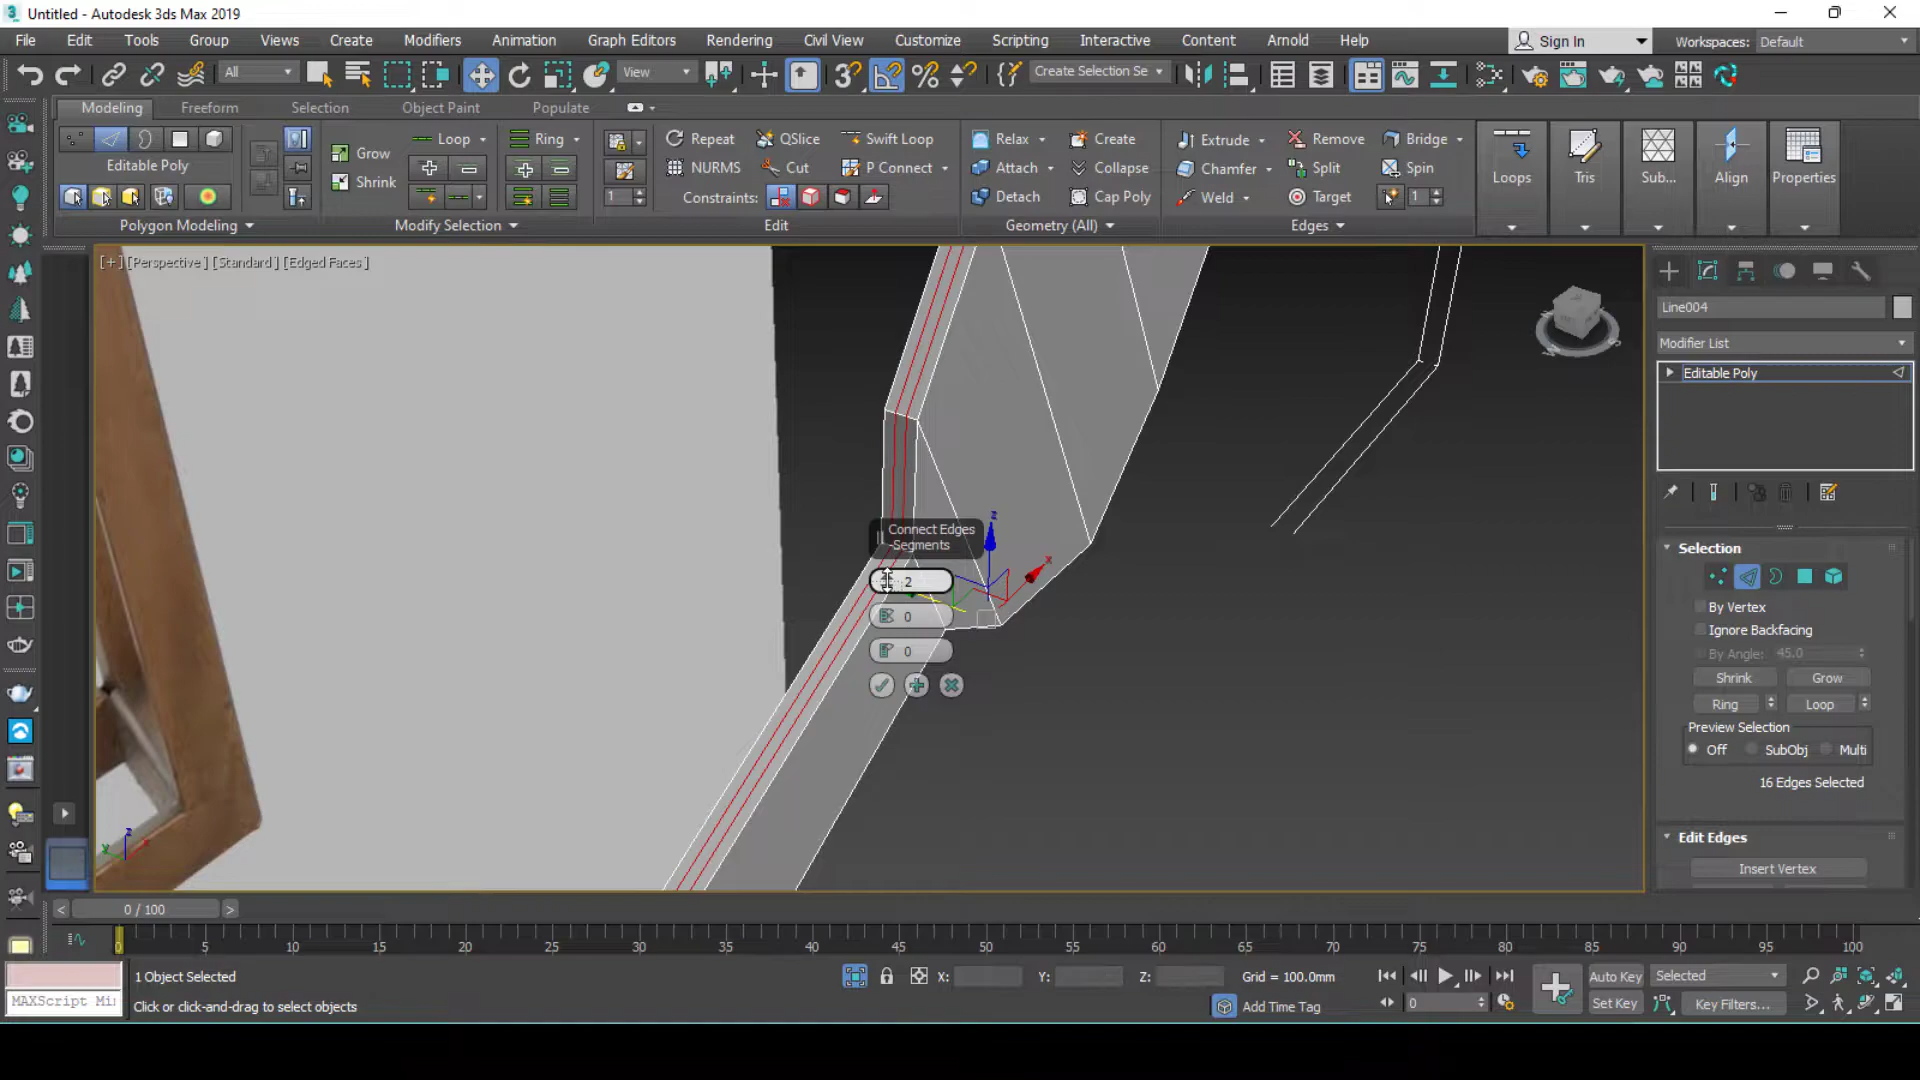 Untitled - Autodesk 3ds Max 2019
File Edit Tools Group Views Create Modifiers Animation Graph Editors Rendering Civil View Customize Scripting Interactive Content Arnold Help
Sign In Workspaces: Default
All View Create Selection Se
Modeling Freeform Selection Object Paint Populate
Loop Ring Repeat QSlice Swift Loop Relax Create Extrude Remove Bridge
Grow
Editable Poly
Shrink NURMS Cut P Connect Attach Collapse Chamfer Split Spin Loops Tris Sub... Align Properties
1 Constraints: Detach Cap Poly Weld Target 1
Polygon Modeling Modify Selection Edit Geometry (All) Edges
[+] [Perspective] [Standard] [Edged Faces]
Line004
Modifier List
Editable Poly
Connect Edges
-Segments
2
0
0
z
x
Selection
By Vertex
Ignore Backfacing
By Angle: 45.0
Shrink Grow
Ring Loop
Preview Selection
Off SubObj Multi
16 Edges Selected
Edit Edges
Insert Vertex
z
y x
< 0 / 100 >
0 5 10 15 20 25 30 35 40 45 50 55 60 65 70 75 80 85 90 95 100
1 Object Selected X: Y: Z: Grid = 100.0mm Auto Key Selected
MAXScript Mi
Click or click-and-drag to select objects Add Time Tag 0 Set Key Key Filters...